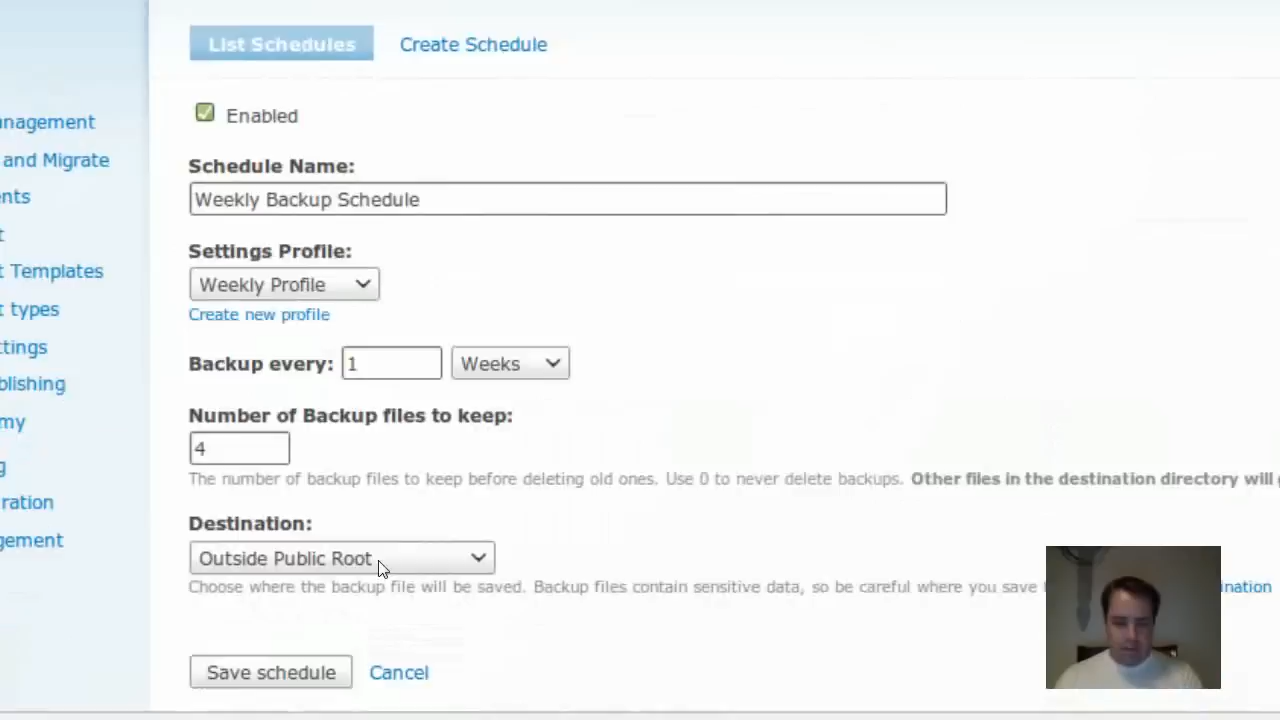 List Schedules Create Schedule
Enabled
anagement
Schedule Name:
and Migrate
Weekly Backup Schedule
ents
t
Settings Profile:
t Templates
Weekly Profile
t types
Create new profile
ttings
Backup every: 1 Weeks
blishing
Number of Backup files to keep:
my
4
g
The number of backup files to keep before deleting old ones. Use 0 to never delete backups. Other files in the destination directory will
ration
Destination:
gement
Outside Public Root
Choose where the backup file will be saved. Backup files contain sensitive data, so be careful where you save
ination
Save schedule Cancel